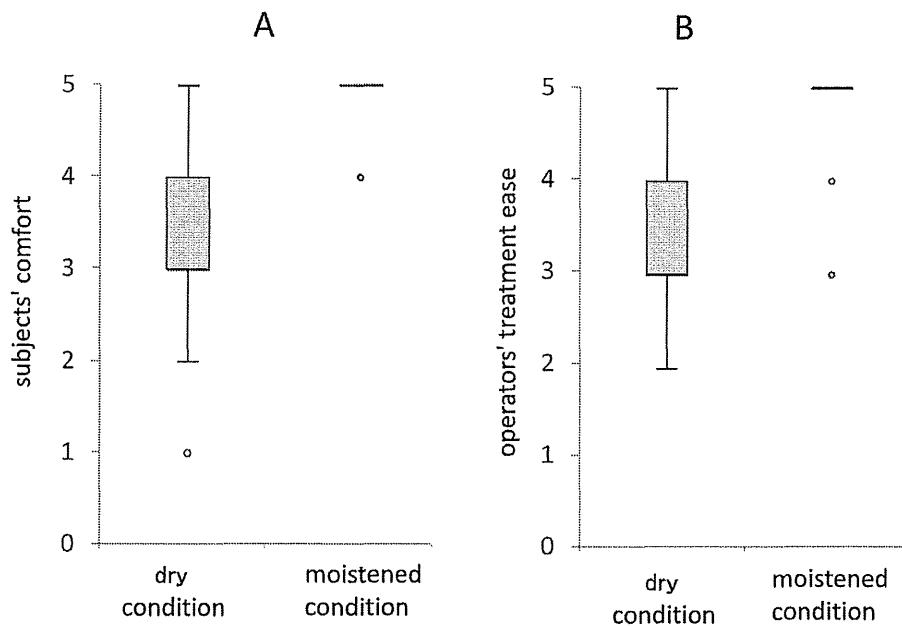 A
subjects' comfort
5
4
3
2
1
0
dry
condition
moistened
condition
B
operators' treatment ease
5
4
3
2
1
0
dry
condition
moistened
condition